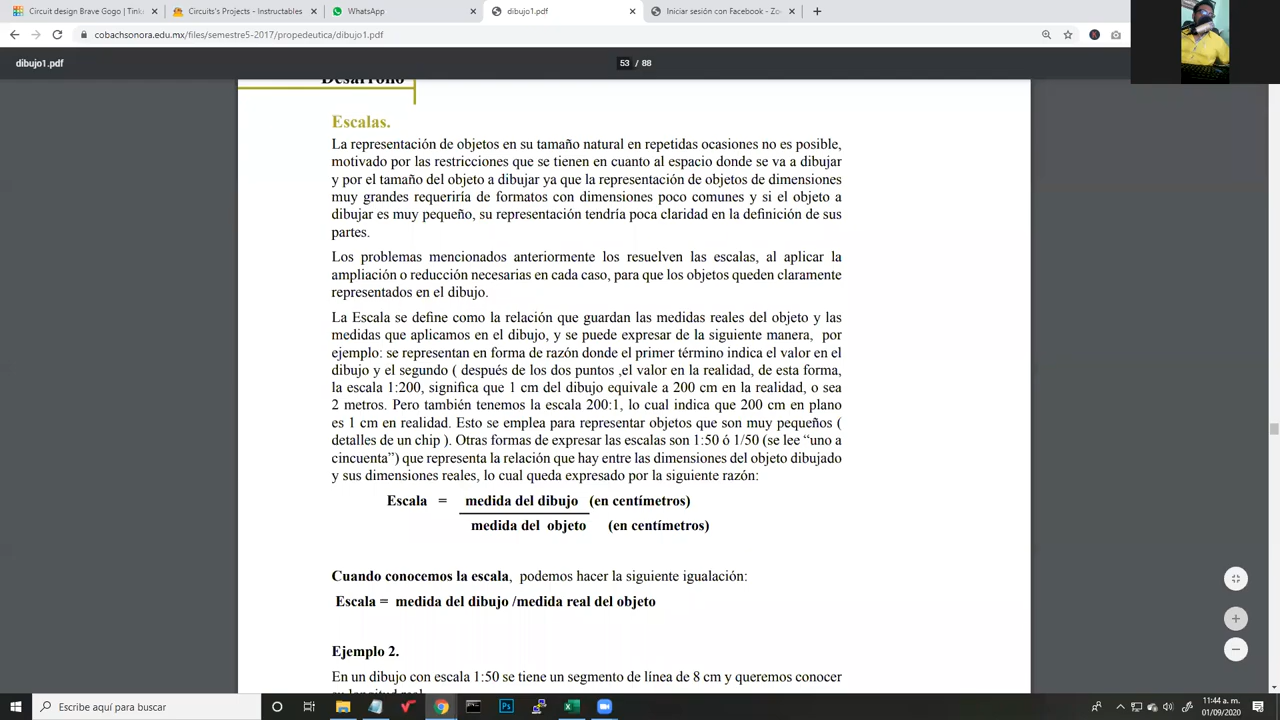 Circuit design Brave Gogo | Tink
Circuits's Projects - Instructables
WhatsApp
dibujo1.pdf
Iniciar sesión con Facebook - Zo
cobachsonora.edu.mx/files/semestre5-2017/propedeutica/dibujo1.pdf
dibujo1.pdf
53 / 88
Desarrollo
Escalas.
La representación de objetos en su tamaño natural en repetidas ocasiones no es posible,
motivado por las restricciones que se tienen en cuanto al espacio donde se va a dibujar
y por el tamaño del objeto a dibujar ya que la representación de objetos de dimensiones
muy grandes requeriría de formatos con dimensiones poco comunes y si el objeto a
dibujar es muy pequeño, su representación tendría poca claridad en la definición de sus
partes.
Los problemas mencionados anteriormente los resuelven las escalas, al aplicar la
ampliación o reducción necesarias en cada caso, para que los objetos queden claramente
representados en el dibujo.
La Escala se define como la relación que guardan las medidas reales del objeto y las
medidas que aplicamos en el dibujo, y se puede expresar de la siguiente manera, por
ejemplo: se representan en forma de razón donde el primer término indica el valor en el
dibujo y el segundo ( después de los dos puntos ,el valor en la realidad, de esta forma,
la escala 1:200, significa que 1 cm del dibujo equivale a 200 cm en la realidad, o sea
2 metros. Pero también tenemos la escala 200:1, lo cual indica que 200 cm en plano
es 1 cm en realidad. Esto se emplea para representar objetos que son muy pequeños (
detalles de un chip ). Otras formas de expresar las escalas son 1:50 ó 1/50 (se lee “uno a
cincuenta”) que representa la relación que hay entre las dimensiones del objeto dibujado
y sus dimensiones reales, lo cual queda expresado por la siguiente razón:
Escala = medida del dibujo (en centímetros)
medida del objeto (en centímetros)
Cuando conocemos la escala, podemos hacer la siguiente igualación:
Escala = medida del dibujo /medida real del objeto
Ejemplo 2.
En un dibujo con escala 1:50 se tiene un segmento de línea de 8 cm y queremos conocer
su longitud real.
Escribe aquí para buscar
11:44 a. m.
01/09/2020